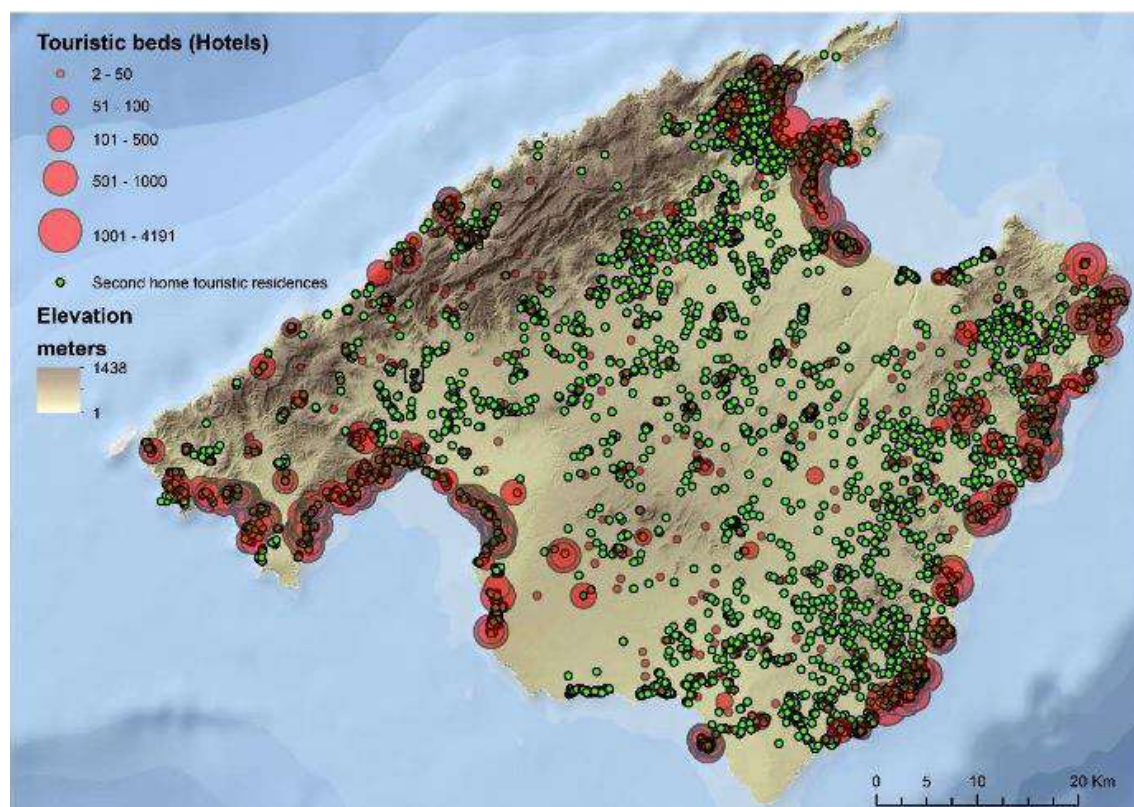 Touristic beds (Hotels)
2 - 50
51 - 100
101 - 500
501 - 1000
1001 - 4191
Second home touristic residences
Elevation
meters
1438
1
0 5 10 20 Km